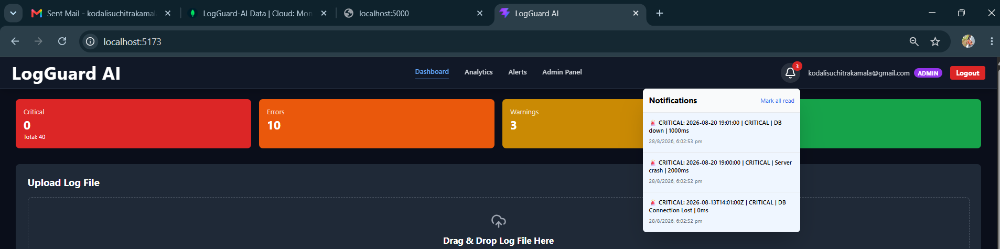 Sent Mail - kodalisuchitrakamal
LogGuard-AI Data | Cloud: Mon
localhost:5000
LogGuard AI
localhost:5173
LogGuard AI
Dashboard
Analytics
Alerts
Admin Panel
3
kodalisuchitrakamala@gmail.com
ADMIN
Logout
Critical
0
Total: 40
Errors
10
Warnings
3
Notifications
Mark all read
CRITICAL: 2026-08-20 19:01:00 | CRITICAL | DB
down | 1000ms
28/8/2026, 6:02:53 pm
CRITICAL: 2026-08-20 19:00:00 | CRITICAL | Server
crash | 2000ms
28/8/2026, 6:02:52 pm
CRITICAL: 2026-08-13T14:01:00Z | CRITICAL | DB
Connection Lost | 0ms
28/8/2026, 6:02:52 pm
Upload Log File
Drag & Drop Log File Here